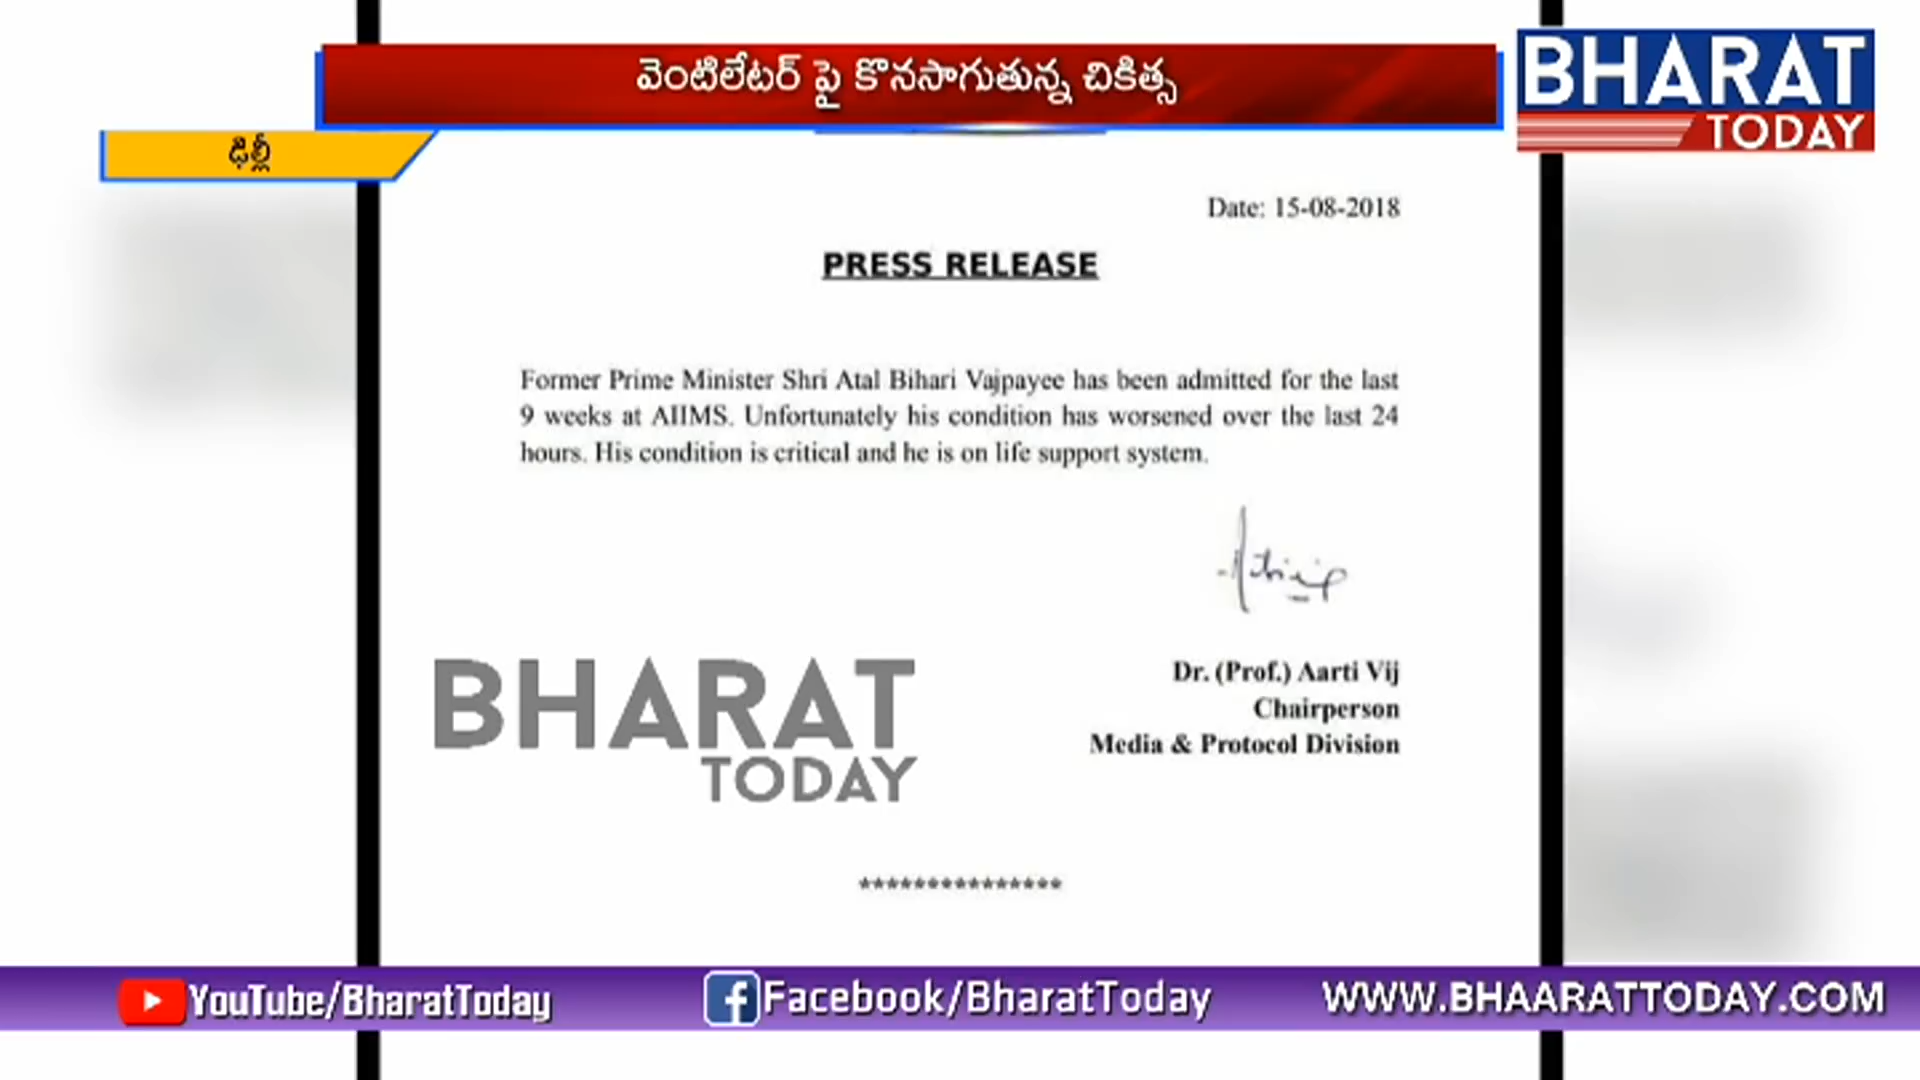 వెంటిలేటర్ పై కొనసాగుతున్న చికిత్స
BHARAT
TODAY
ఢిల్లీ
Date: 15-08-2018
PRESS RELEASE
Former Prime Minister Shri Atal Bihari Vajpayee has been admitted for the last
9 weeks at AIIMS. Unfortunately his condition has worsened over the last 24
hours. His condition is critical and he is on life support system.
Dr. (Prof.) Aarti Vij
Chairperson
Media & Protocol Division
BHARAT
TODAY
***************
YouTube/BharatToday
Facebook/BharatToday
WWW.BHAARATTODAY.COM